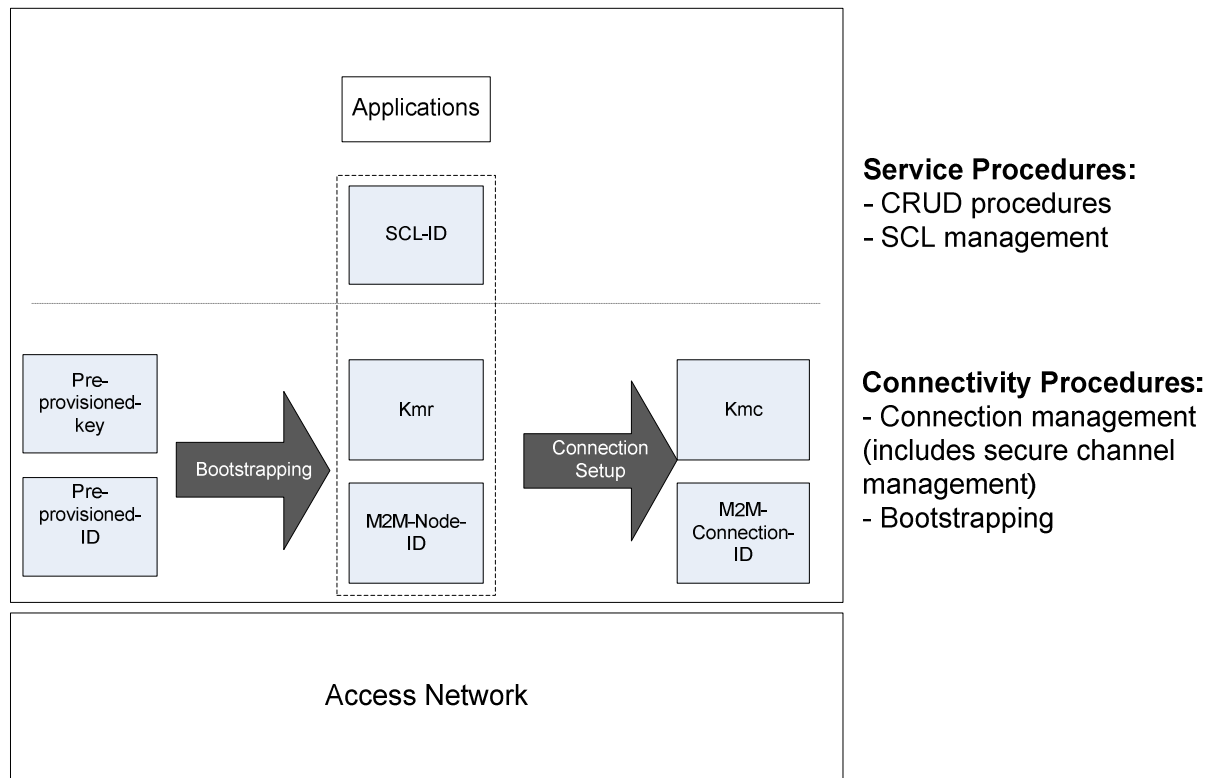 Applications
SCL-ID
Service Procedures:
- CRUD procedures
- SCL management
Pre-
provisioned-
key
Pre-
provisioned-
ID
Bootstrapping
Kmr
M2M-Node-
ID
Connection
Setup
Kmc
M2M-
Connection-
ID
Connectivity Procedures:
- Connection management
(includes secure channel
management)
- Bootstrapping
Access Network